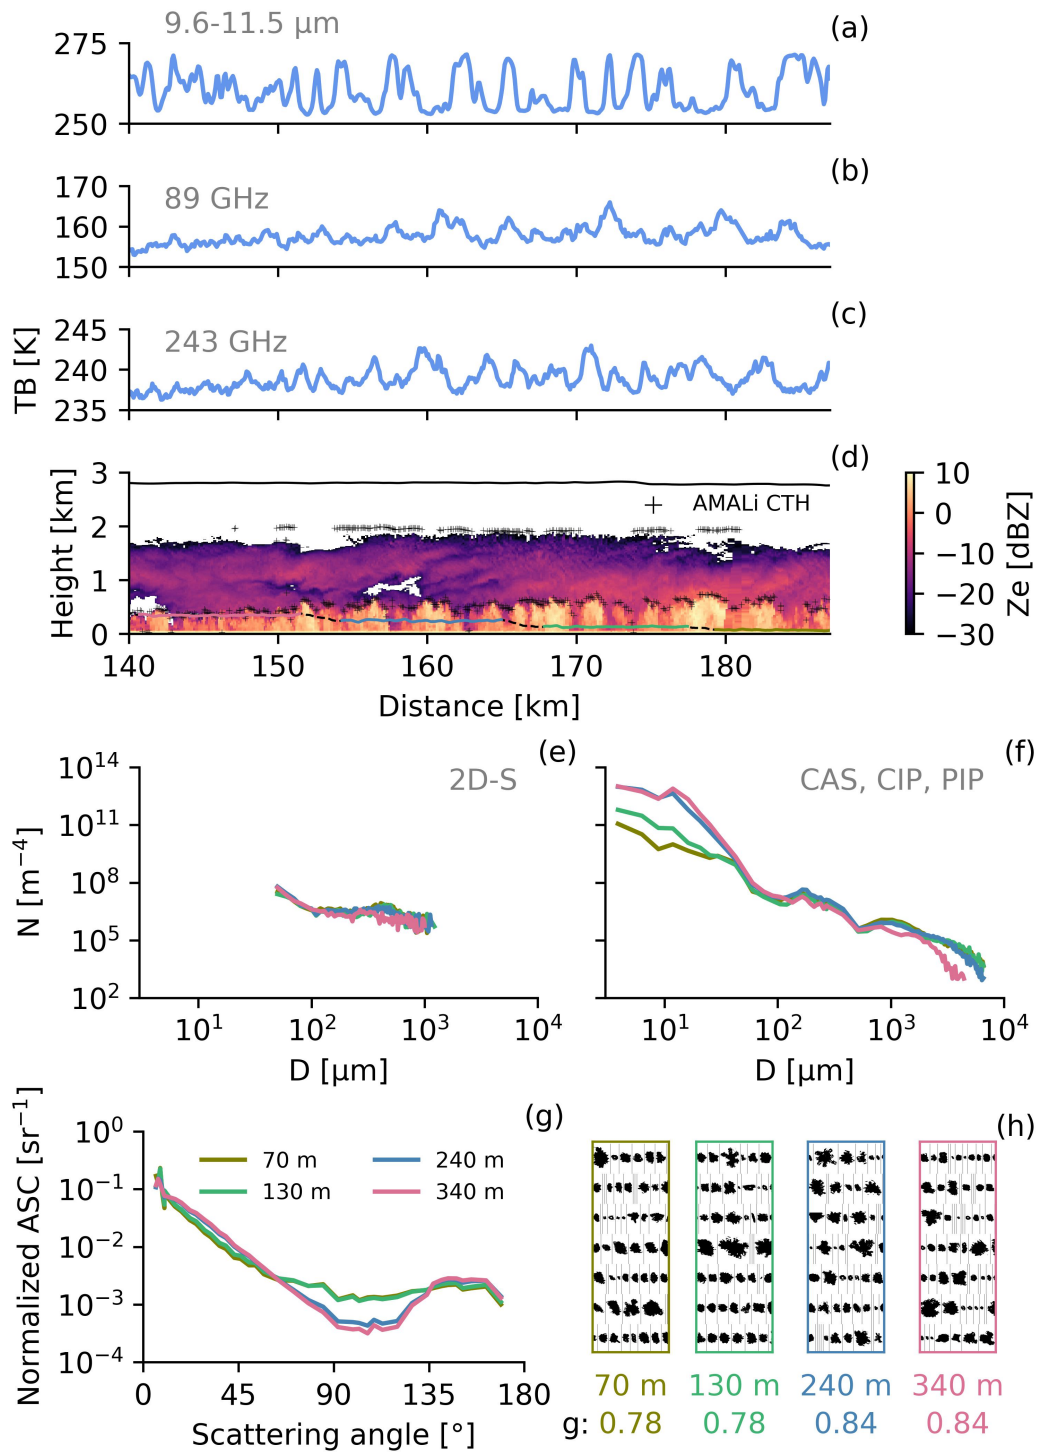 9.6-11.5 µm
(a)
275
250
(b)
170
160
150
89 GHz
(c)
245
240
235
243 GHz
TB [K]
(d)
3
2
1
0
Height [km]
AMALi CTH
10
0
−10
−20
−30
Ze [dBZ]
140 150 160 170 180
Distance [km]
(e)
2D-S
10^14
10^11
10^8
10^5
10^2
N [m^−4]
10^1 10^2 10^3 10^4
D [µm]
(f)
CAS, CIP, PIP
10^1 10^2 10^3 10^4
D [µm]
(g)
10^0
10^−1
10^−2
10^−3
10^−4
Normalized ASC [sr^−1]
70 m
130 m
240 m
340 m
0 45 90 135 180
Scattering angle [°]
(h)
70 m 130 m 240 m 340 m
g: 0.78 0.78 0.84 0.84